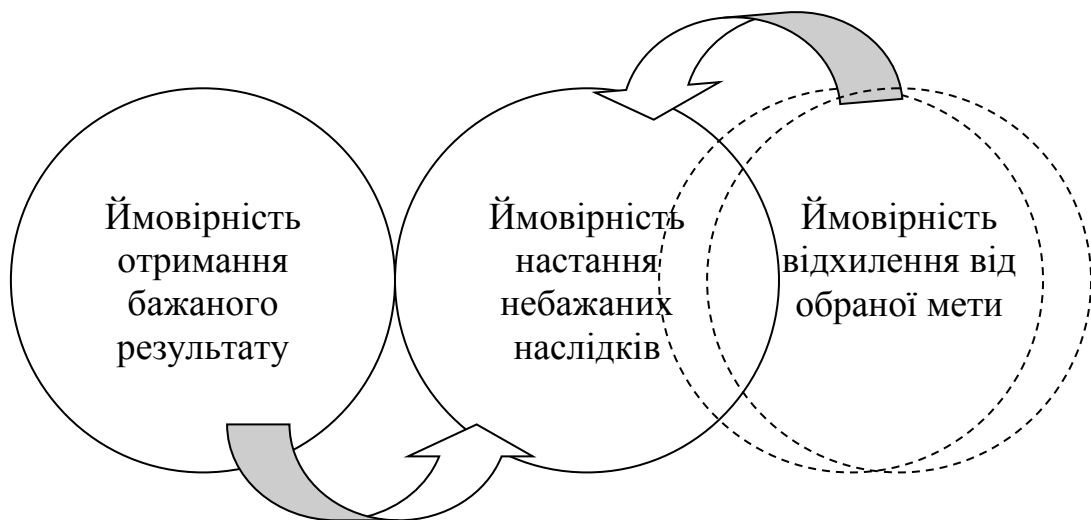 Ймовірність
отримання
бажаного
результату
Ймовірність
настання
небажаних
наслідків
Ймовірність
відхилення від
обраної мети